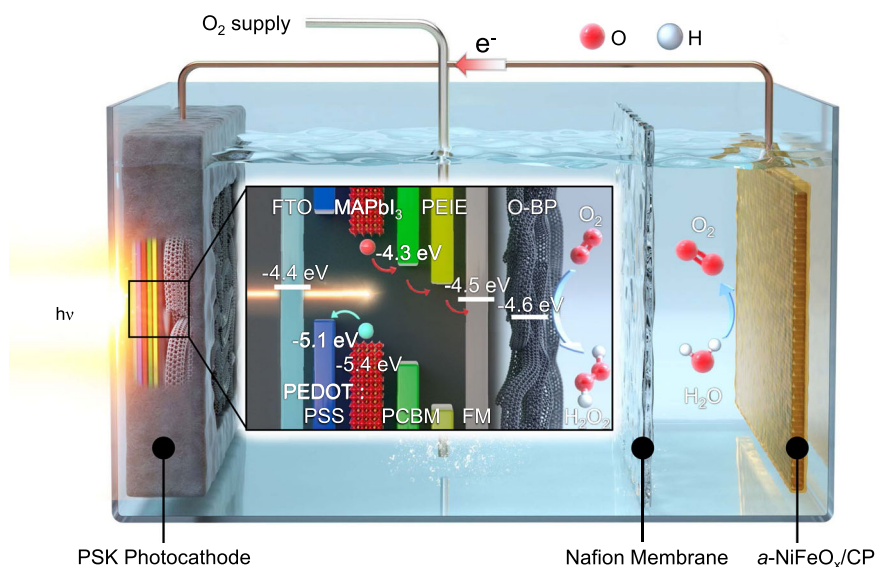 O₂ supply
e⁻
O
H
hν
FTO
MAPbI₃
PEIE
O-BP
O₂
-4.3 eV
-4.4 eV
-4.5 eV
-4.6 eV
-5.1 eV
-5.4 eV
PEDOT :
PSS
PCBM
FM
H₂O₂
O₂
H₂O
PSK Photocathode
Nafion Membrane
a-NiFeOₓ/CP